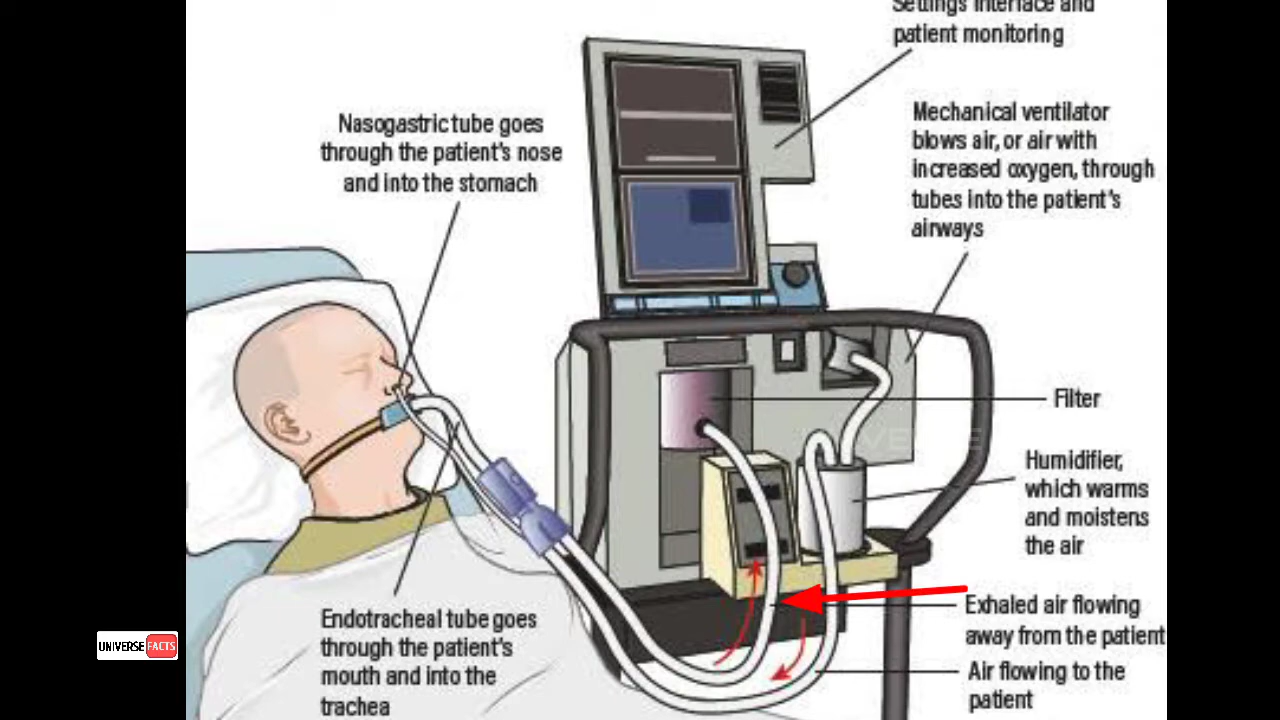 Settings interface and
patient monitoring
Nasogastric tube goes
through the patient's nose
and into the stomach
Mechanical ventilator
blows air, or air with
increased oxygen, through
tubes into the patient's
airways
Filter
Humidifier,
which warms
and moistens
the air
Exhaled air flowing
away from the patient
Air flowing to the
patient
Endotracheal tube goes
through the patient's
mouth and into the
trachea
UNIVERSE FACTS